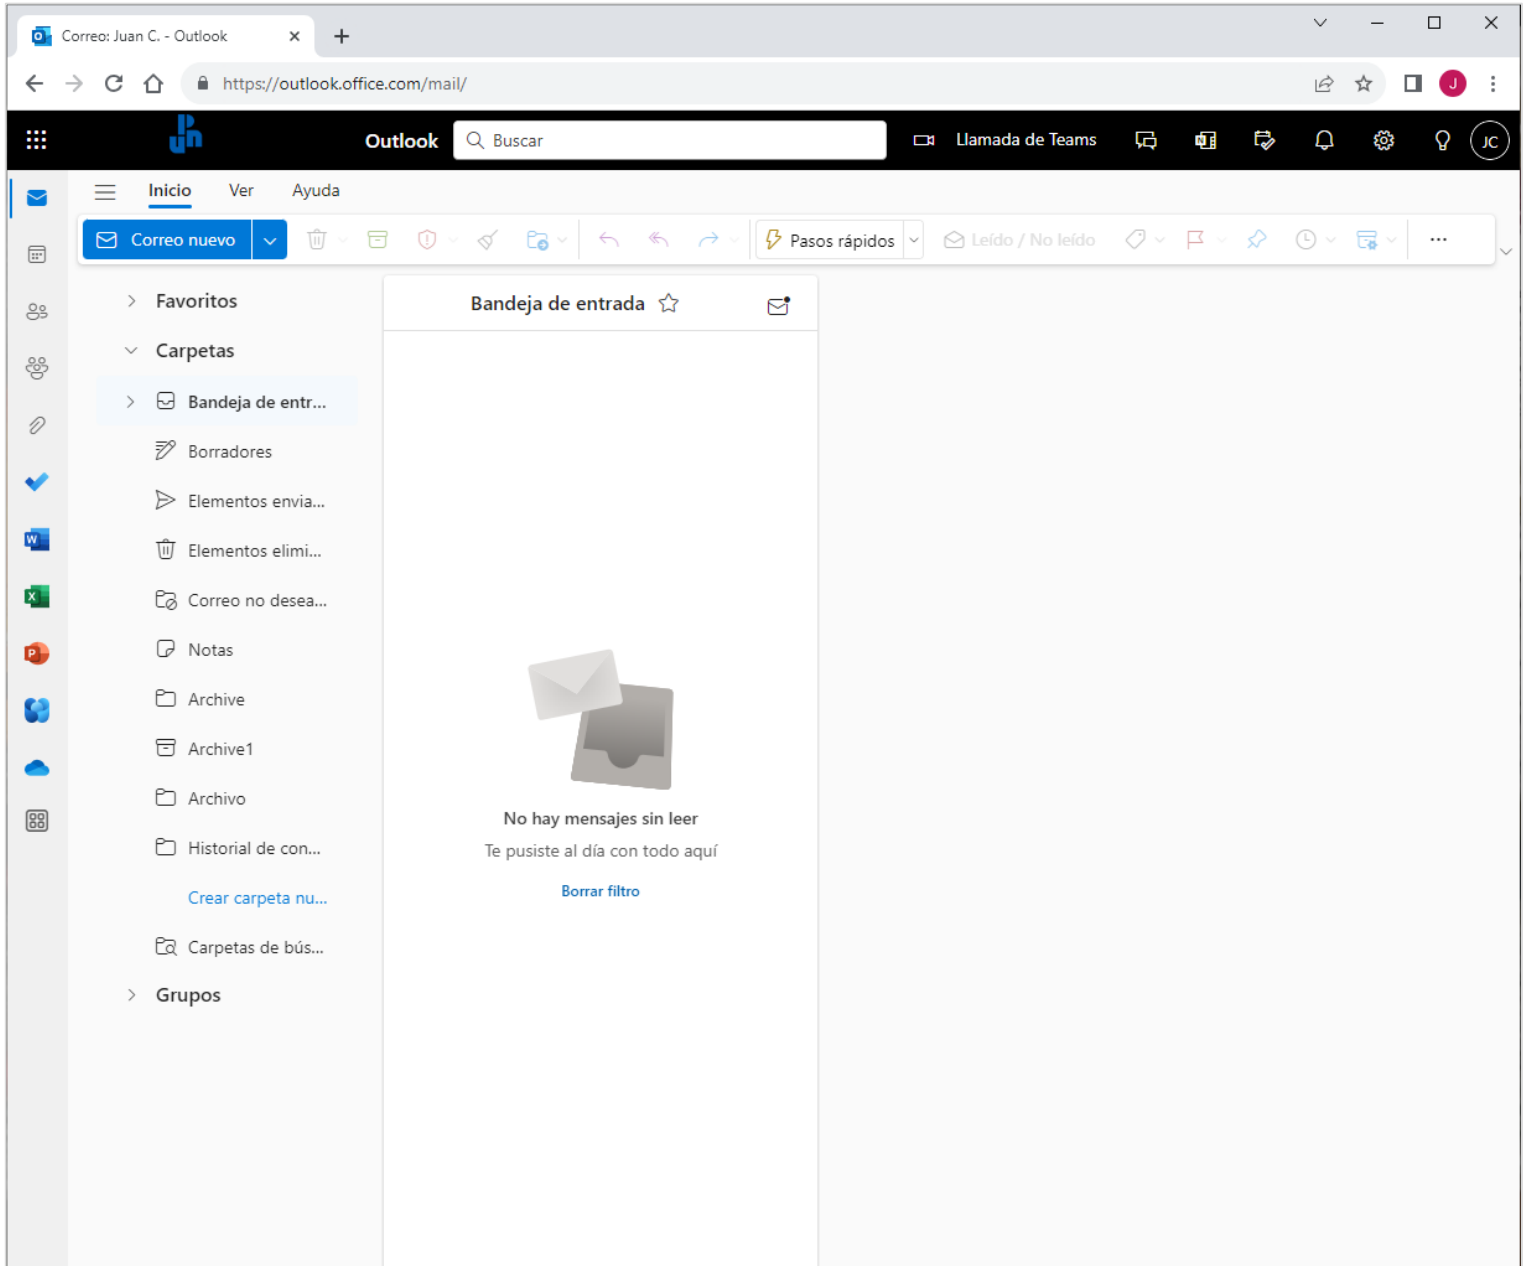 Correo: Juan C. - Outlook
https://outlook.office.com/mail/
J
upn
Outlook
Buscar
Llamada de Teams
JC
Inicio Ver Ayuda
Correo nuevo
Pasos rápidos
Leído / No leído
Favoritos
Carpetas
Bandeja de entr...
Borradores
Elementos envia...
Elementos elimi...
Correo no desea...
Notas
Archive
Archive1
Archivo
Historial de con...
Crear carpeta nu...
Carpetas de bús...
Grupos
Bandeja de entrada
No hay mensajes sin leer
Te pusiste al día con todo aquí
Borrar filtro